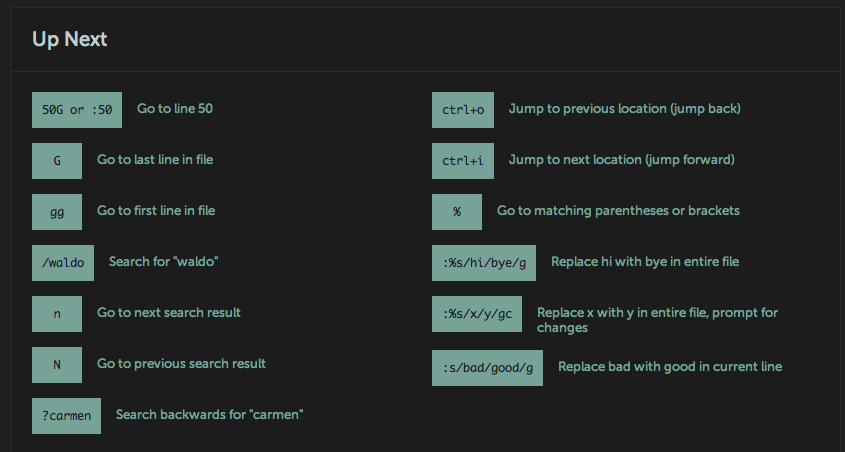 Up Next
50G or :50 Go to line 50
G Go to last line in file
gg Go to first line in file
/waldo Search for "waldo"
n Go to next search result
N Go to previous search result
?carmen Search backwards for "carmen"
ctrl+o Jump to previous location (jump back)
ctrl+i Jump to next location (jump forward)
% Go to matching parentheses or brackets
:%s/hi/bye/g Replace hi with bye in entire file
:%s/x/y/gc Replace x with y in entire file, prompt for
changes
:s/bad/good/g Replace bad with good in current line